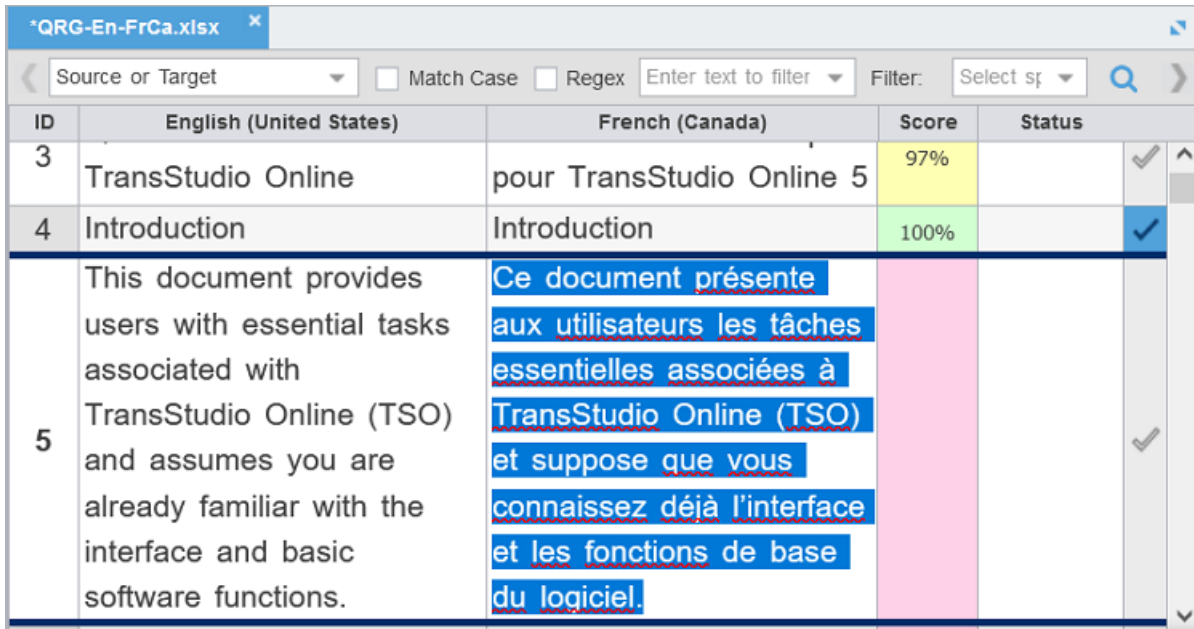 *QRG-En-FrCa.xlsx ×
Source or Target Match Case Regex Enter text to filter Filter: Select sp
ID English (United States) French (Canada) Score Status
3 TransStudio Online pour TransStudio Online 5 97%
4 Introduction Introduction 100%
5
This document provides
users with essential tasks
associated with
TransStudio Online (TSO)
and assumes you are
already familiar with the
interface and basic
software functions.
Ce document présente
aux utilisateurs les tâches
essentielles associées à
TransStudio Online (TSO)
et suppose que vous
connaissez déjà l'interface
et les fonctions de base
du logiciel.